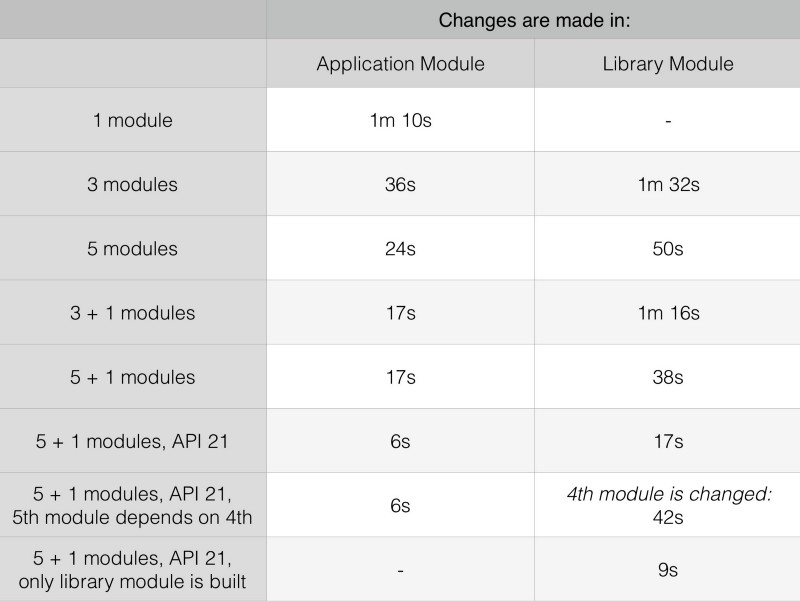 Changes are made in:
Application Module Library Module
1 module 1m 10s -
3 modules 36s 1m 32s
5 modules 24s 50s
3 + 1 modules 17s 1m 16s
5 + 1 modules 17s 38s
5 + 1 modules, API 21 6s 17s
5 + 1 modules, API 21,
5th module depends on 4th
6s
4th module is changed:
42s
5 + 1 modules, API 21,
only library module is built
-
9s